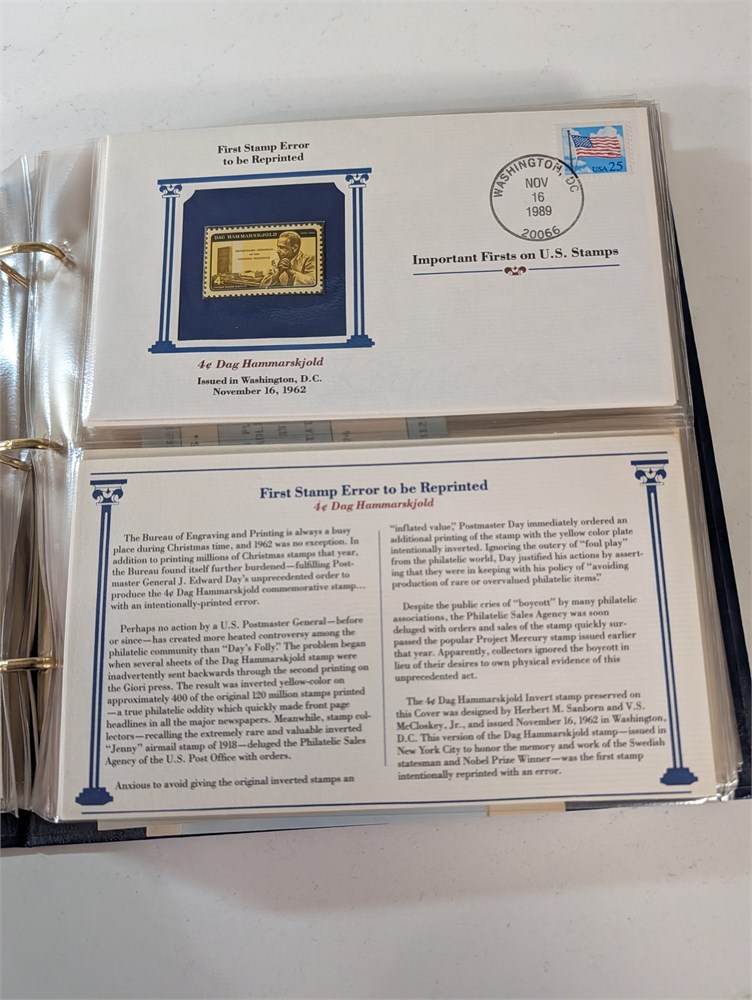 First Stamp Error
to be Reprinted
DAG HAMMARSKJOLD
4¢
4¢ Dag Hammarskjold
Issued in Washington, D.C.
November 16, 1962
WASHINGTON, DC
NOV
16
1989
20066
USA 25
Important Firsts on U.S. Stamps
First Stamp Error to be Reprinted
4¢ Dag Hammarskjold
The Bureau of Engraving and Printing is always a busy
place during Christmas time, and 1962 was no exception. In
addition to printing millions of Christmas stamps that year,
the Bureau found itself further burdened—fulfilling Post-
master General J. Edward Day's unprecedented order to
produce the 4¢ Dag Hammarskjold commemorative stamp...
with an intentionally-printed error.
Perhaps no action by a U.S. Postmaster General—before
or since—has created more heated controversy among the
philatelic community than "Day's Folly." The problem began
when several sheets of the Dag Hammarskjold stamp were
inadvertently sent backwards through the second printing on
the Giori press. The result was inverted yellow-color on
approximately 400 of the original 120 million stamps printed
—a true philatelic oddity which quickly made front page
headlines in all the major newspapers. Meanwhile, stamp col-
lectors—recalling the extremely rare and valuable inverted
"Jenny" airmail stamp of 1918—deluged the Philatelic Sales
Agency of the U.S. Post Office with orders.
Anxious to avoid giving the original inverted stamps an
"inflated value," Postmaster Day immediately ordered an
additional printing of the stamp with the yellow color plate
intentionally inverted. Ignoring the outcry of "foul play"
from the philatelic world, Day justified his actions by assert-
ing that they were in keeping with his policy of "avoiding
production of rare or overvalued philatelic items."
Despite the public cries of "boycott" by many philatelic
associations, the Philatelic Sales Agency was soon
deluged with orders and sales of the stamp quickly sur-
passed the popular Project Mercury stamp issued earlier
that year. Apparently, collectors ignored the boycott in
lieu of their desires to own physical evidence of this
unprecedented act.
The 4¢ Dag Hammarskjold Invert stamp preserved on
this Cover was designed by Herbert M. Sanborn and V.S.
McCloskey, Jr., and issued November 16, 1962 in Washington,
D.C. This version of the Dag Hammarskjold stamp—issued in
New York City to honor the memory and work of the Swedish
statesman and Nobel Prize Winner—was the first stamp
intentionally reprinted with an error.